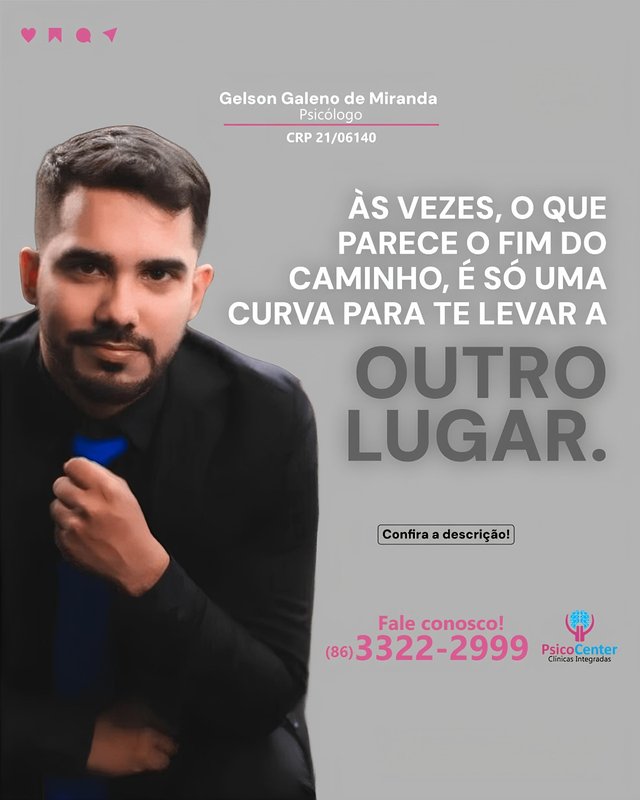 Gelson Galeno de Miranda
Psicólogo
CRP 21/06140
ÀS VEZES, O QUE
PARECE O FIM DO
CAMINHO, É SÓ UMA
CURVA PARA TE LEVAR A
OUTRO
LUGAR.
Confira a descrição!
Fale conosco!
(86)3322-2999
PsicoCenter
Clínicas Integradas